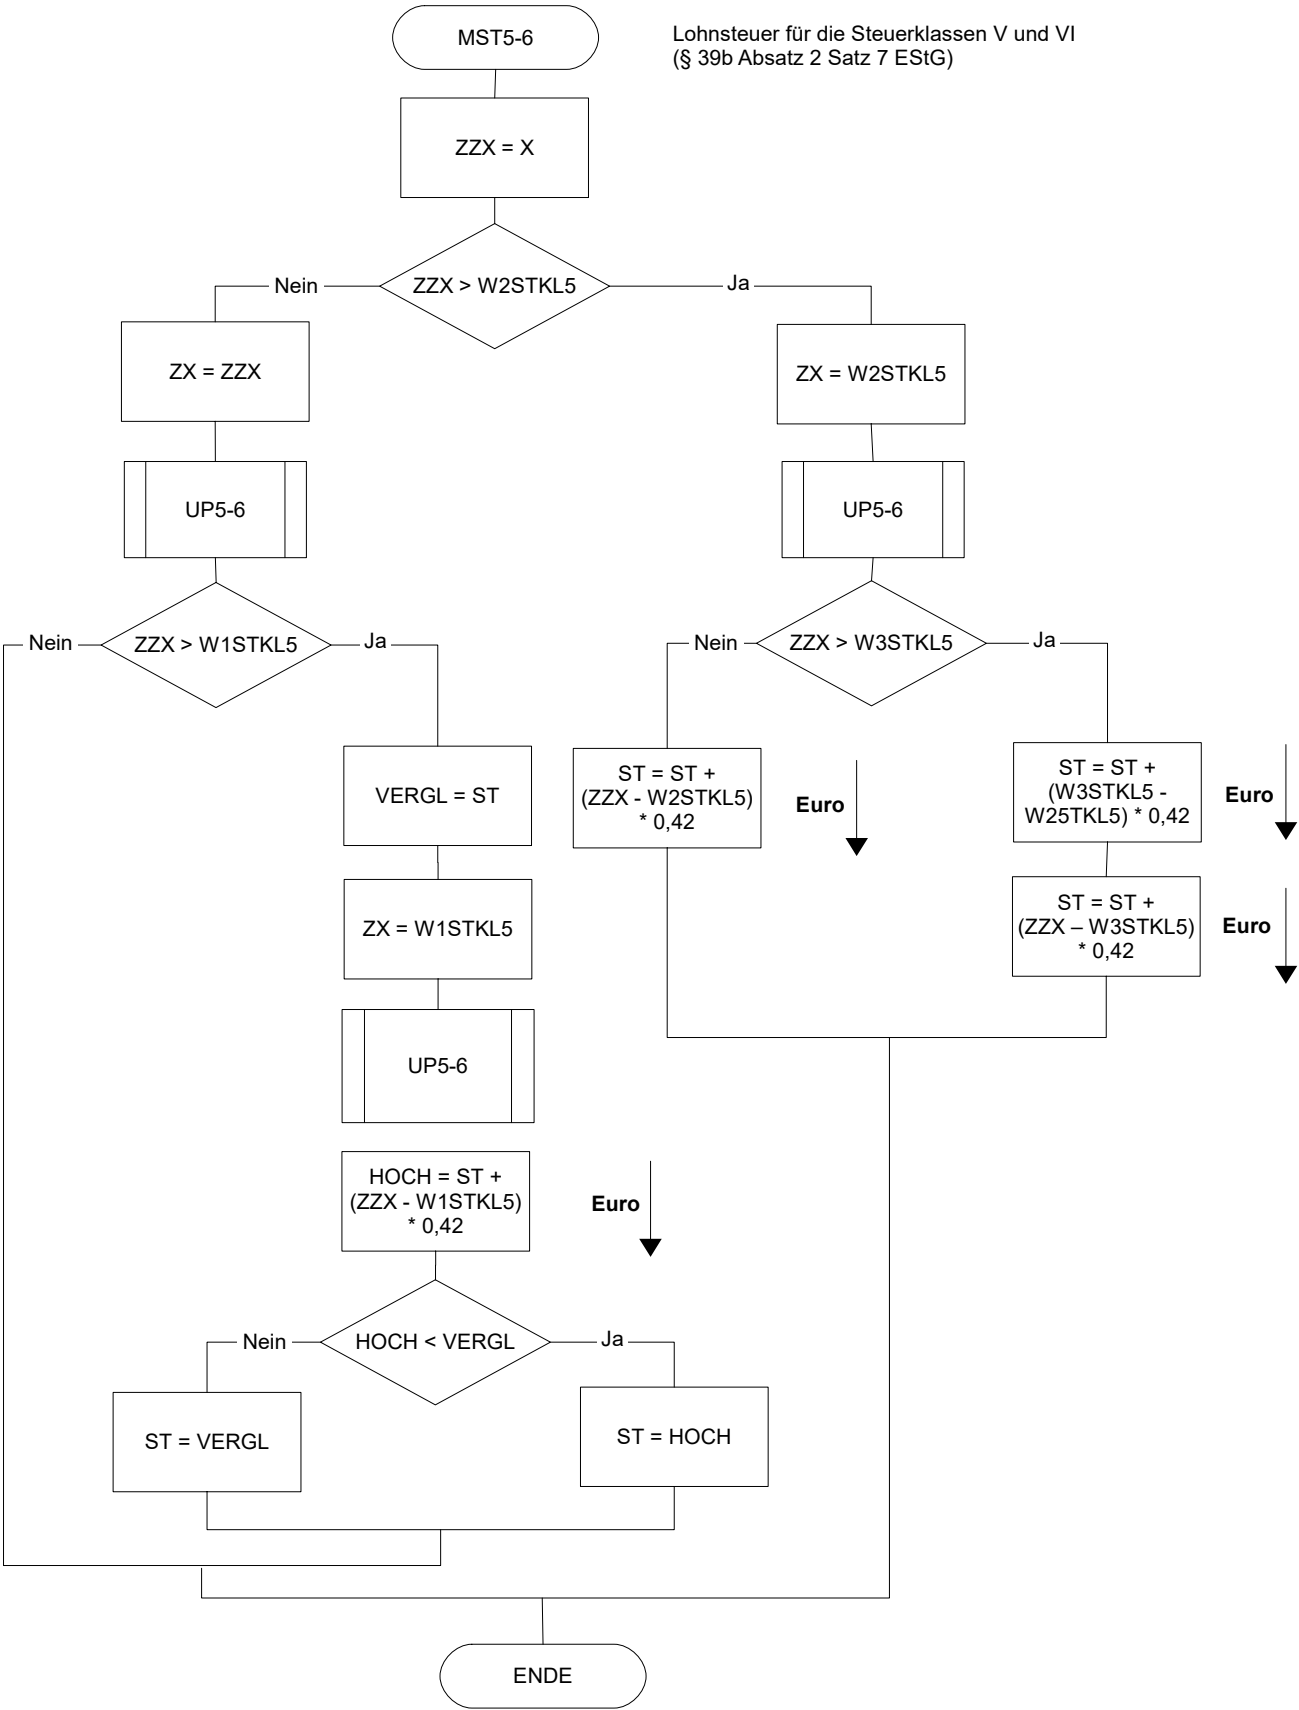 MST5-6
Lohnsteuer für die Steuerklassen V und VI
(§ 39b Absatz 2 Satz 7 EStG)
ZZX = X
ZZX > W2STKL5
Nein
Ja
ZX = ZZX
ZX = W2STKL5
UP5-6
UP5-6
ZZX > W1STKL5
Nein
Ja
ZZX > W3STKL5
Nein
Ja
VERGL = ST
ST = ST +
(ZZX - W2STKL5)
* 0,42
Euro
ST = ST +
(W3STKL5 -
W25TKL5) * 0,42
Euro
ZX = W1STKL5
ST = ST +
(ZZX – W3STKL5)
* 0,42
Euro
UP5-6
HOCH = ST +
(ZZX - W1STKL5)
* 0,42
Euro
HOCH < VERGL
Nein
Ja
ST = VERGL
ST = HOCH
ENDE